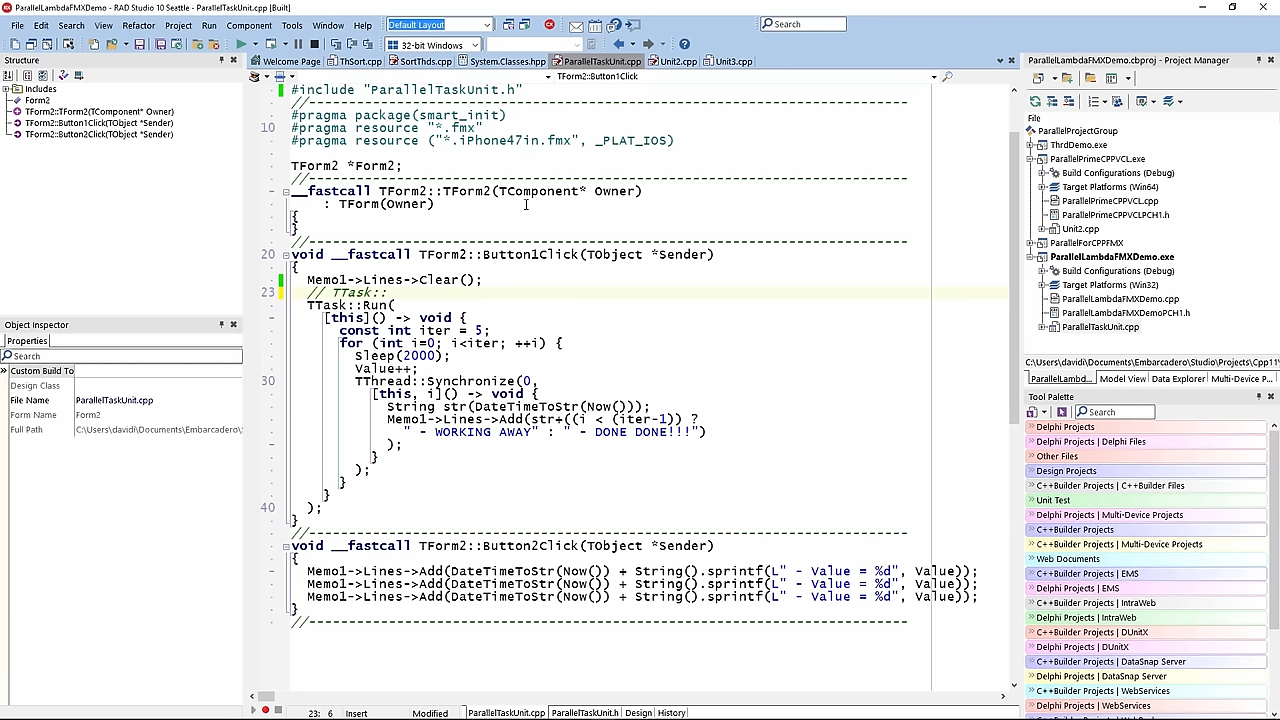 ParallelLambdaFMXDemo - RAD Studio 10 Seattle - ParallelTaskUnit.cpp [Built]
File Edit Search View Refactor Project Run Component Tools Window Help
Default Layout
Search
32-bit Windows
Structure
Includes
Form2
TForm2::TForm2(TComponent* Owner)
TForm2::Button1Click(TObject *Sender)
TForm2::Button2Click(TObject *Sender)
Object Inspector
Properties
Search
Custom Build To
Design Class
File Name ParallelTaskUnit.cpp
Form Name Form2
Full Path C:\Users\davidi\Documents\Embarcadero\S
Welcome Page ThSort.cpp SortThds.cpp System.Classes.hpp ParallelTaskUnit.cpp Unit2.cpp Unit3.cpp
TForm2::Button1Click
#include "ParallelTaskUnit.h"
//---------------------------------------------------------------------------
#pragma package(smart_init)
10 #pragma resource "*.fmx"
#pragma resource ("*.iPhone47in.fmx", _PLAT_IOS)
TForm2 *Form2;
//---------------------------------------------------------------------------
__fastcall TForm2::TForm2(TComponent* Owner)
: TForm(Owner)
{
}
//---------------------------------------------------------------------------
20 void __fastcall TForm2::Button1Click(TObject *Sender)
{
Memo1->Lines->Clear();
23 // TTask::
TTask::Run(
[this]() -> void {
const int iter = 5;
for (int i=0; i<iter; ++i) {
Sleep(2000);
Value++;
30 TThread::Synchronize(0,
[this, i]() -> void {
String str(DateTimeToStr(Now()));
Memo1->Lines->Add(str+((i < (iter-1)) ?
" - WORKING AWAY" : " - DONE DONE!!!")
);
}
);
}
}
40 );
}
//---------------------------------------------------------------------------
void __fastcall TForm2::Button2Click(TObject *Sender)
{
Memo1->Lines->Add(DateTimeToStr(Now()) + String().sprintf(L" - Value = %d", Value));
Memo1->Lines->Add(DateTimeToStr(Now()) + String().sprintf(L" - Value = %d", Value));
Memo1->Lines->Add(DateTimeToStr(Now()) + String().sprintf(L" - Value = %d", Value));
}
//---------------------------------------------------------------------------
23: 6 Insert Modified ParallelTaskUnit.cpp ParallelTaskUnit.h Design History
ParallelLambdaFMXDemo.cbproj - Project Manager
File
ParallelProjectGroup
ThrdDemo.exe
ParallelPrimeCPPVCL.exe
Build Configurations (Debug)
Target Platforms (Win64)
ParallelPrimeCPPVCL.cpp
ParallelPrimeCPPVCLPCH1.h
Unit2.cpp
ParallelForCPPFMX
ParallelLambdaFMXDemo.exe
Build Configurations (Debug)
Target Platforms (Win32)
ParallelLambdaFMXDemo.cpp
ParallelLambdaFMXDemoPCH1.h
ParallelTaskUnit.cpp
C:\Users\davidi\Documents\Embarcadero\Studio\Projects\Cpp11\
ParallelLambd... Model View Data Explorer Multi-Device P...
Tool Palette
Search
Delphi Projects
Delphi Projects | Delphi Files
Other Files
Design Projects
C++Builder Projects | C++Builder Files
Unit Test
Delphi Projects | Multi-Device Projects
C++Builder Projects
C++Builder Projects | Multi-Device Projects
Web Documents
C++Builder Projects | EMS
Delphi Projects | EMS
C++Builder Projects | IntraWeb
Delphi Projects | IntraWeb
C++Builder Projects | DUnitX
Delphi Projects | DUnitX
C++Builder Projects | DataSnap Server
Delphi Projects | DataSnap Server
C++Builder Projects | WebServices
Delphi Projects | WebServices